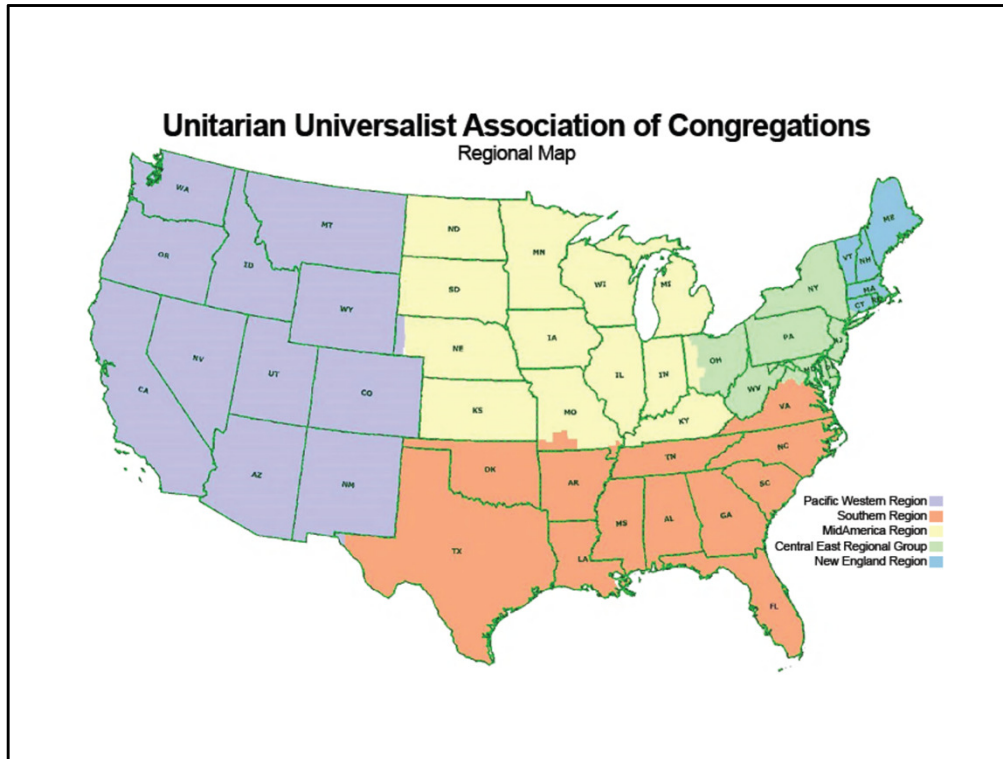 Unitarian Universalist Association of Congregations
Regional Map
WA
MT
ND
MN
ME
OR
ID
VT
NH
WY
SD
WI
MI
NY
MA
CT
NV
UT
CO
NE
IA
IL
IN
OH
PA
NJ
CA
KS
MO
KY
WV
MD
VA
AZ
NM
OK
AR
TN
NC
SC
TX
LA
MS
AL
GA
FL
Pacific Western Region
Southern Region
MidAmerica Region
Central East Regional Group
New England Region